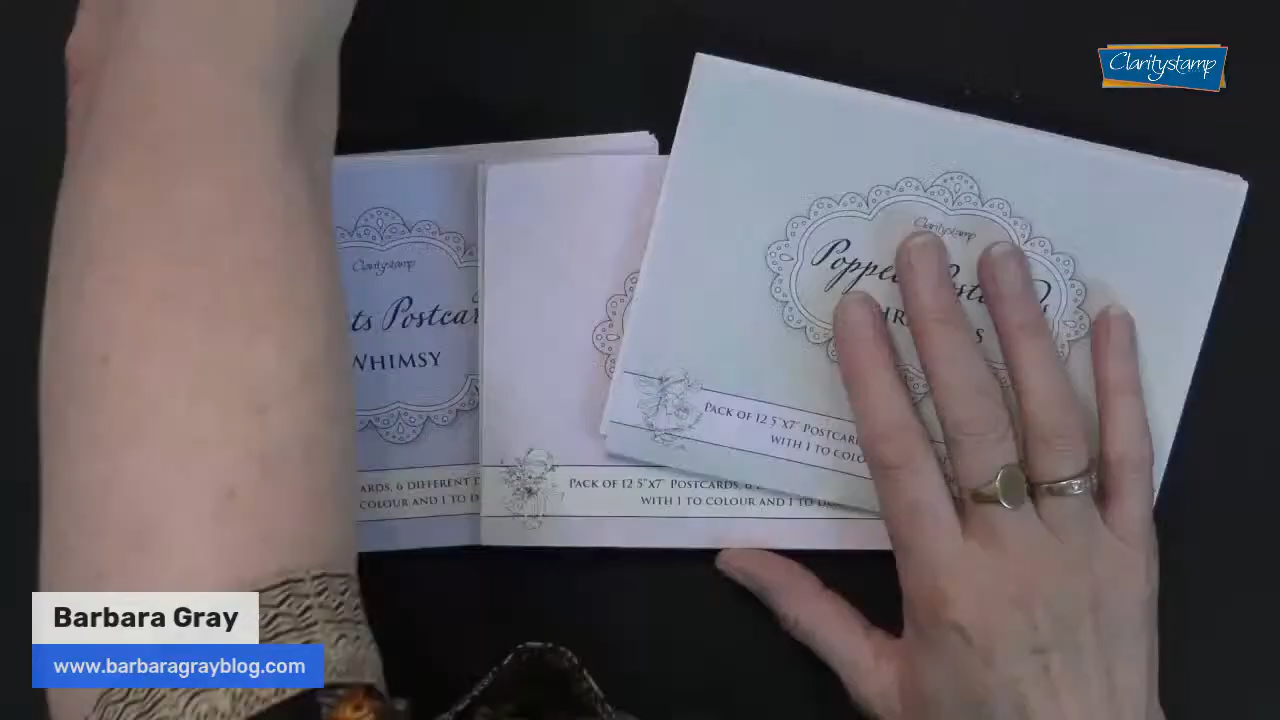 Claritystamp
Claritystamp
Claritystamp
ts Postcar
WHIMSY
PACK OF 12 5"X7" POSTCARD
WITH 1 TO COLO
ARDS, 6 DIFFERENT D
COLOUR AND 1 TO D
PACK OF 12 5"X7" POSTCARDS, 6
WITH 1 TO COLOUR AND 1 TO D
Barbara Gray
www.barbaragrayblog.com